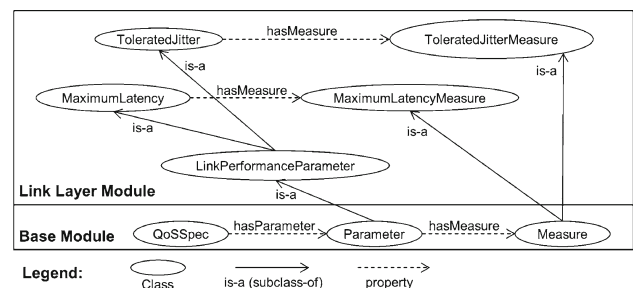 ToleratedJitter hasMeasure ToleratedJitterMeasure
is-a is-a
MaximumLatency hasMeasure MaximumLatencyMeasure
is-a is-a
LinkPerformanceParameter
Link Layer Module is-a
Base Module QoSSpec hasParameter Parameter hasMeasure Measure
Legend: Class is-a (subclass-of) property